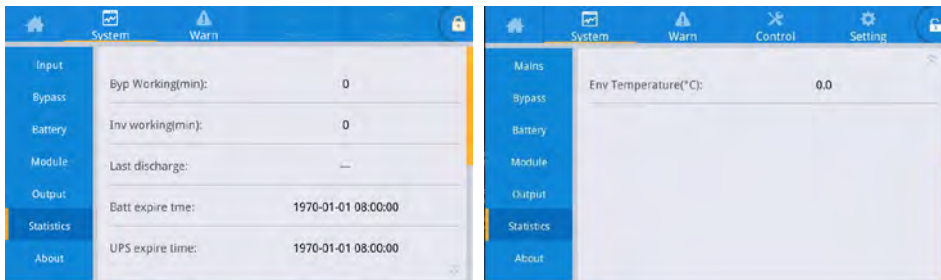 System Warn
Input
Bypass
Battery
Module
Output
Statistics
About
Byp Working(min): 0
Inv working(min): 0
Last discharge: —
Batt expire tme: 1970-01-01 08:00:00
UPS expire time: 1970-01-01 08:00:00
System Warn Control Setting
Mains
Bypass
Battery
Module
Output
Statistics
About
Env Temperature(°C): 0.0